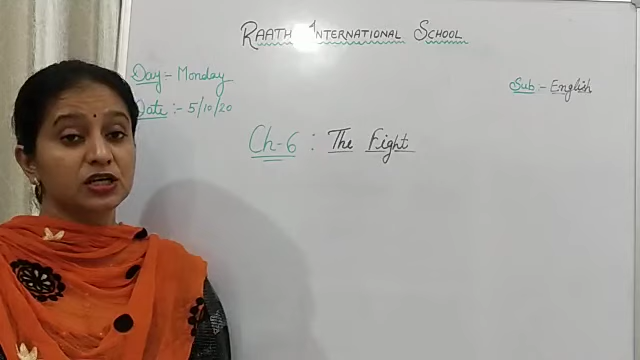 RAATH INTERNATIONAL SCHOOL
Day :- Monday
Sub - English
Date :- 5/10/20
Ch-6 : The Fight